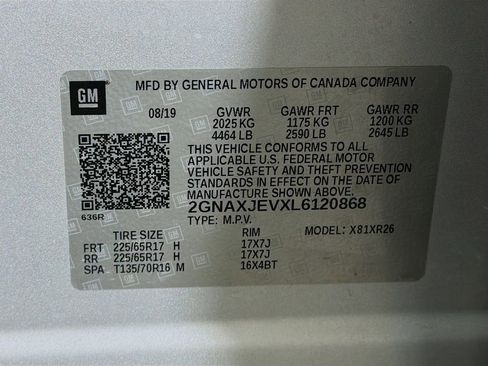 GM
MFD BY GENERAL MOTORS OF CANADA COMPANY
08/19 GVWR GAWR FRT GAWR RR
2025 KG 1175 KG 1200 KG
4464 LB 2590 LB 2645 LB
THIS VEHICLE CONFORMS TO ALL
APPLICABLE U.S. FEDERAL MOTOR
VEHICLE SAFETY AND THEFT PREVENTION
STANDARDS IN EFFECT ON THE DATE OF
MANUFACTURE SHOWN ABOVE.
2GNAXJEVXL6120868
636R TYPE: M.P.V. MODEL: X81XR26
TIRE SIZE RIM
FRT 225/65R17 H 17X7J
RR 225/65R17 H 17X7J
SPA T135/70R16 M 16X4BT